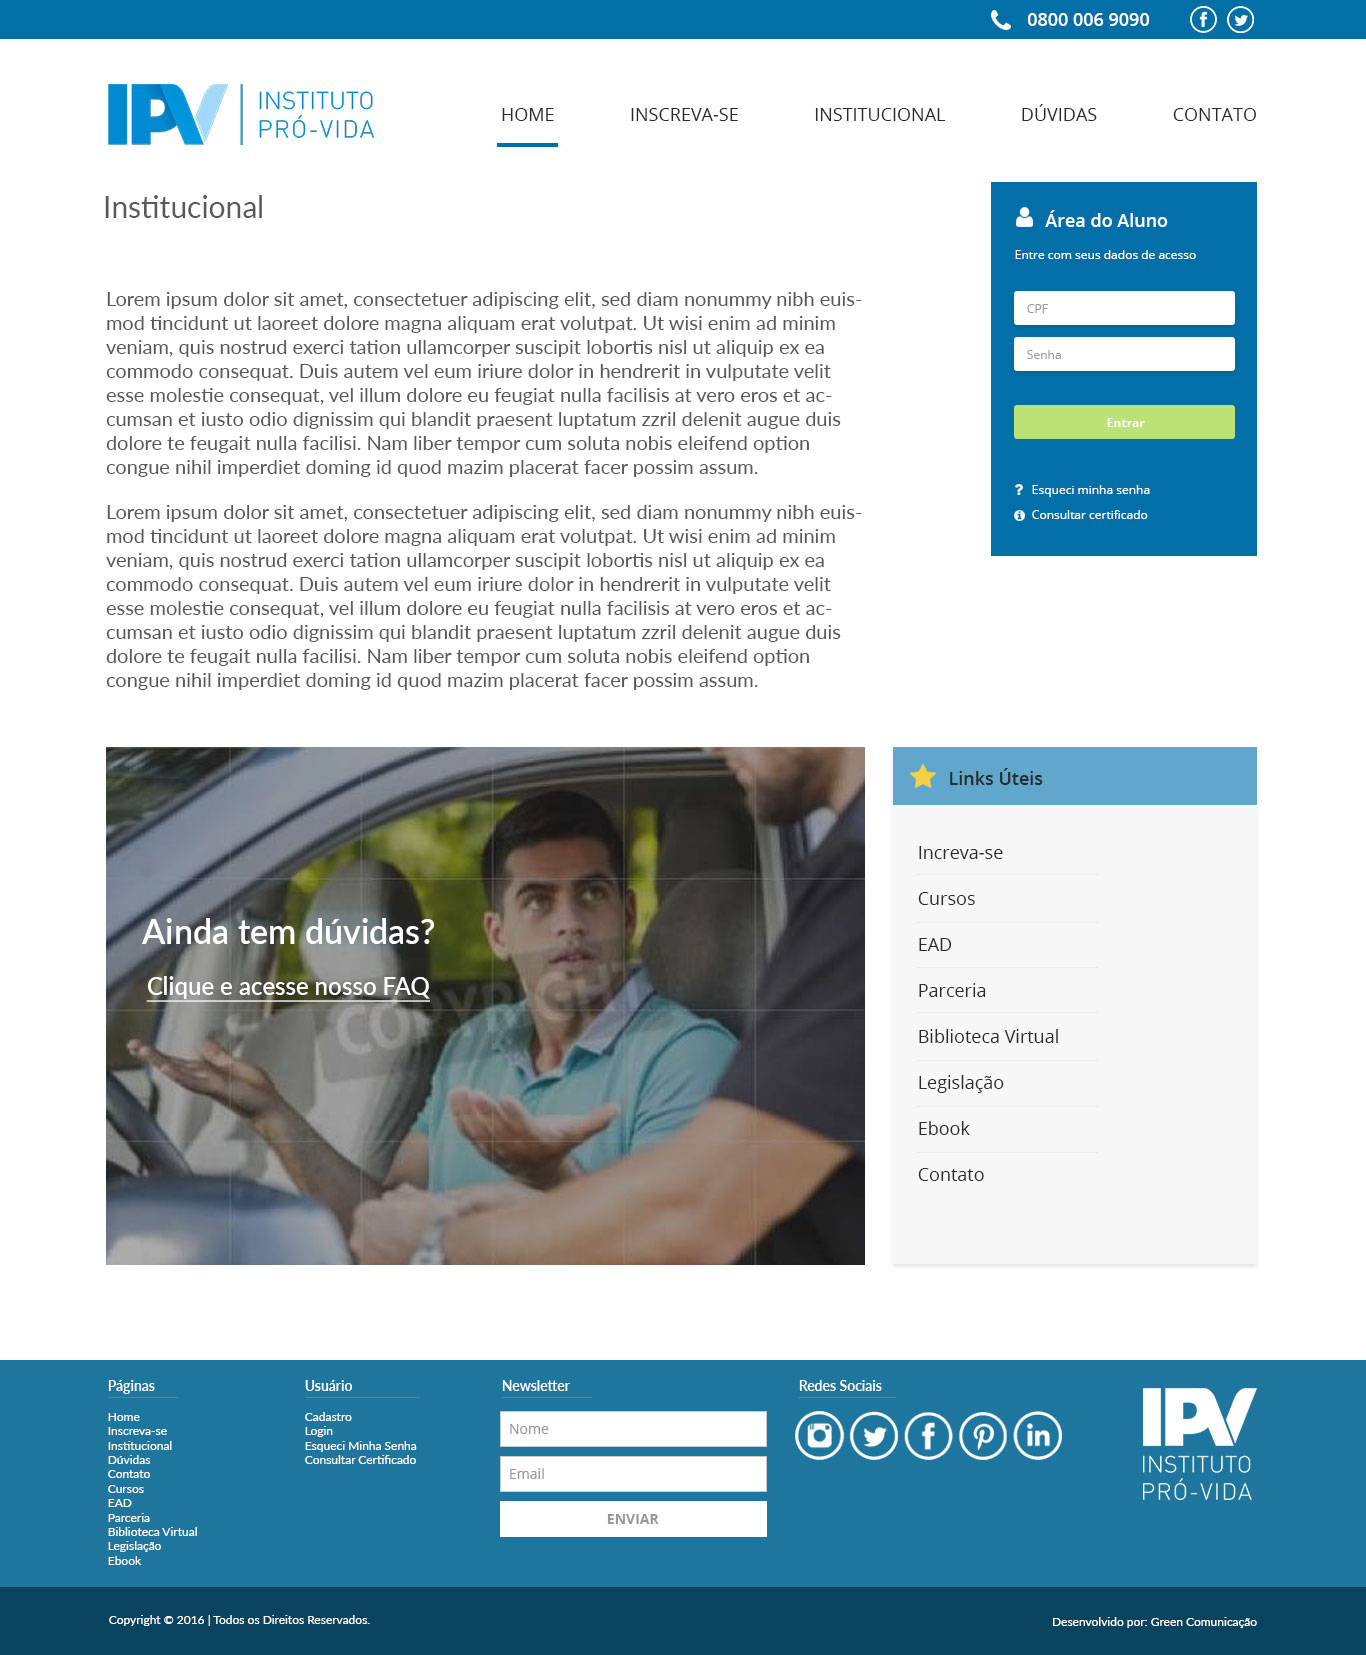 0800 006 9090
IPV
INSTITUTO
PRÓ-VIDA
HOME
INSCREVA-SE
INSTITUCIONAL
DÚVIDAS
CONTATO
Institucional
Lorem ipsum dolor sit amet, consectetuer adipiscing elit, sed diam nonummy nibh euis-
mod tincidunt ut laoreet dolore magna aliquam erat volutpat. Ut wisi enim ad minim
veniam, quis nostrud exerci tation ullamcorper suscipit lobortis nisl ut aliquip ex ea
commodo consequat. Duis autem vel eum iriure dolor in hendrerit in vulputate velit
esse molestie consequat, vel illum dolore eu feugiat nulla facilisis at vero eros et ac-
cumsan et iusto odio dignissim qui blandit praesent luptatum zzril delenit augue duis
dolore te feugait nulla facilisi. Nam liber tempor cum soluta nobis eleifend option
congue nihil imperdiet doming id quod mazim placerat facer possim assum.
Lorem ipsum dolor sit amet, consectetuer adipiscing elit, sed diam nonummy nibh euis-
mod tincidunt ut laoreet dolore magna aliquam erat volutpat. Ut wisi enim ad minim
veniam, quis nostrud exerci tation ullamcorper suscipit lobortis nisl ut aliquip ex ea
commodo consequat. Duis autem vel eum iriure dolor in hendrerit in vulputate velit
esse molestie consequat, vel illum dolore eu feugiat nulla facilisis at vero eros et ac-
cumsan et iusto odio dignissim qui blandit praesent luptatum zzril delenit augue duis
dolore te feugait nulla facilisi. Nam liber tempor cum soluta nobis eleifend option
congue nihil imperdiet doming id quod mazim placerat facer possim assum.
Área do Aluno
Entre com seus dados de acesso
CPF
Senha
Entrar
Esqueci minha senha
Consultar certificado
Ainda tem dúvidas?
Clique e acesse nosso FAQ
Links Úteis
Increva-se
Cursos
EAD
Parceria
Biblioteca Virtual
Legislação
Ebook
Contato
Páginas
Home
Inscreva-se
Institucional
Dúvidas
Contato
Cursos
EAD
Parceria
Biblioteca Virtual
Legislação
Ebook
Usuário
Cadastro
Login
Esqueci Minha Senha
Consultar Certificado
Newsletter
Nome
Email
ENVIAR
Redes Sociais
IPV
INSTITUTO
PRÓ-VIDA
Copyright © 2016 | Todos os Direitos Reservados.
Desenvolvido por: Green Comunicação